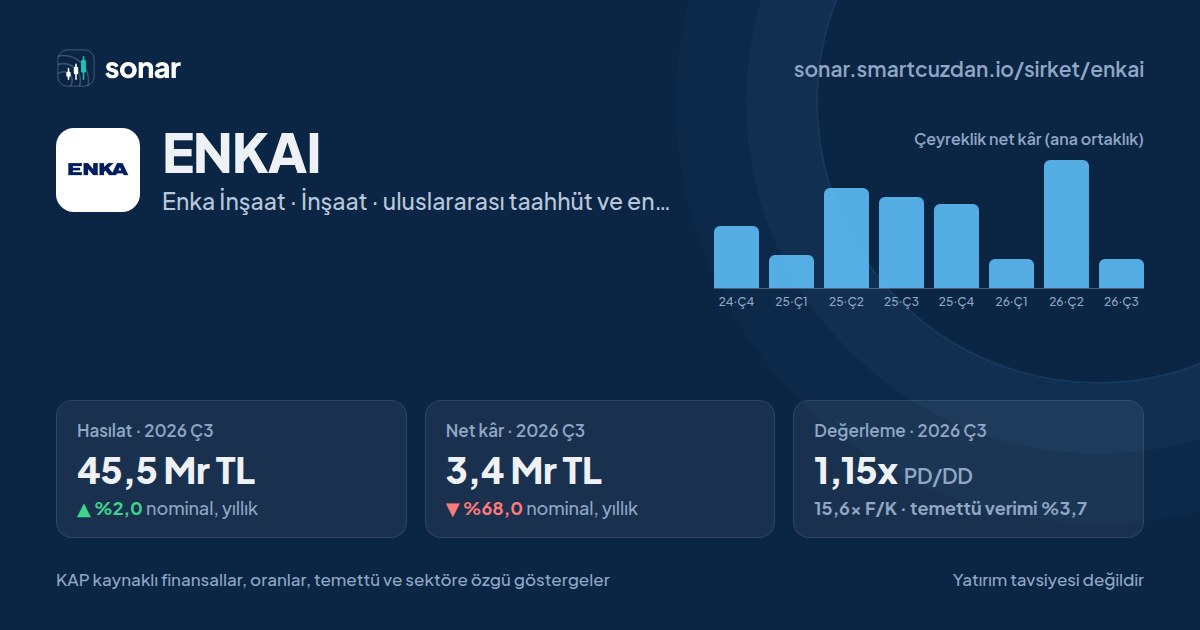 sonar
sonar.smartcuzdan.io/sirket/enkai
ENKA
ENKAI
Enka İnşaat · İnşaat · uluslararası taahhüt ve en...
Çeyreklik net kâr (ana ortaklık)
24·Ç4 25·Ç1 25·Ç2 25·Ç3 25·Ç4 26·Ç1 26·Ç2 26·Ç3
Hasılat · 2026 Ç3
45,5 Mr TL
▲ %2,0 nominal, yıllık
Net kâr · 2026 Ç3
3,4 Mr TL
▼ %68,0 nominal, yıllık
Değerleme · 2026 Ç3
1,15x PD/DD
15,6× F/K · temettü verimi %3,7
KAP kaynaklı finansallar, oranlar, temettü ve sektöre özgü göstergeler
Yatırım tavsiyesi değildir